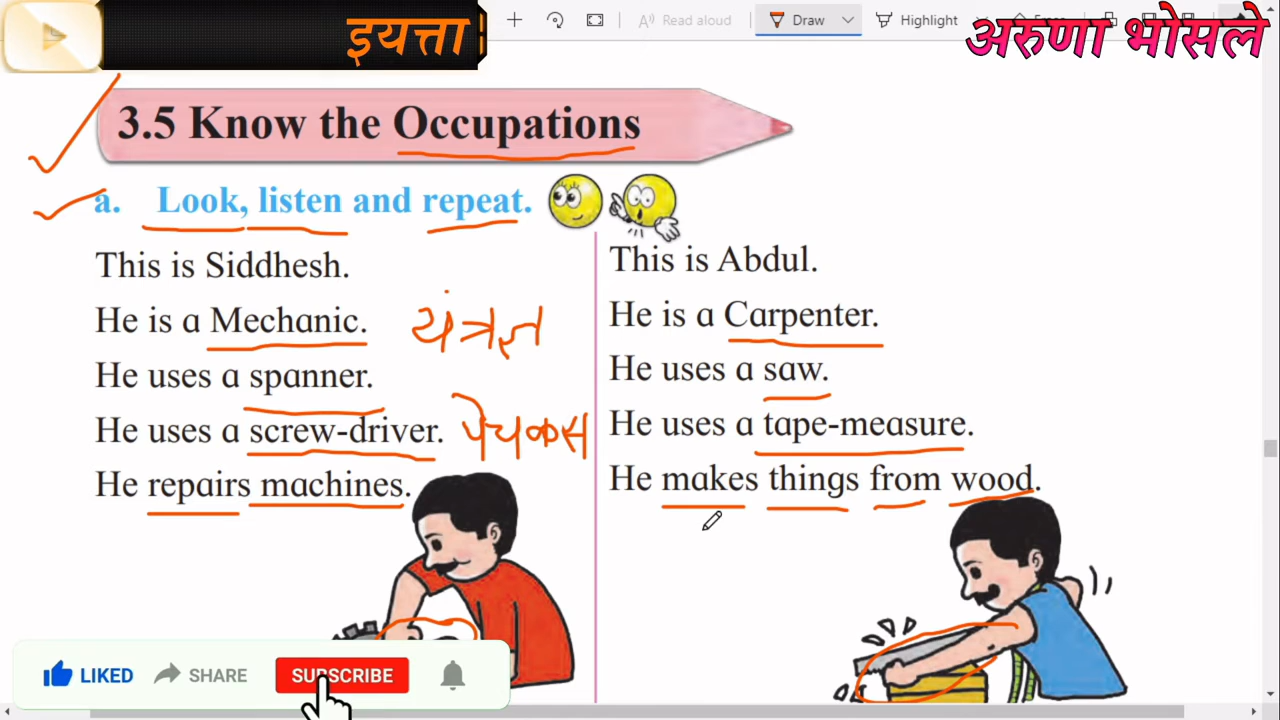 इयत्ता
Read aloud
Draw
Highlight
अरुणा भोसले
3.5 Know the Occupations
a. Look, listen and repeat.
This is Siddhesh.
He is a Mechanic. यंत्रज्ञ
He uses a spanner.
He uses a screw-driver. पेचकस
He repairs machines.
This is Abdul.
He is a Carpenter.
He uses a saw.
He uses a tape-measure.
He makes things from wood.
LIKED
SHARE
SUBSCRIBE